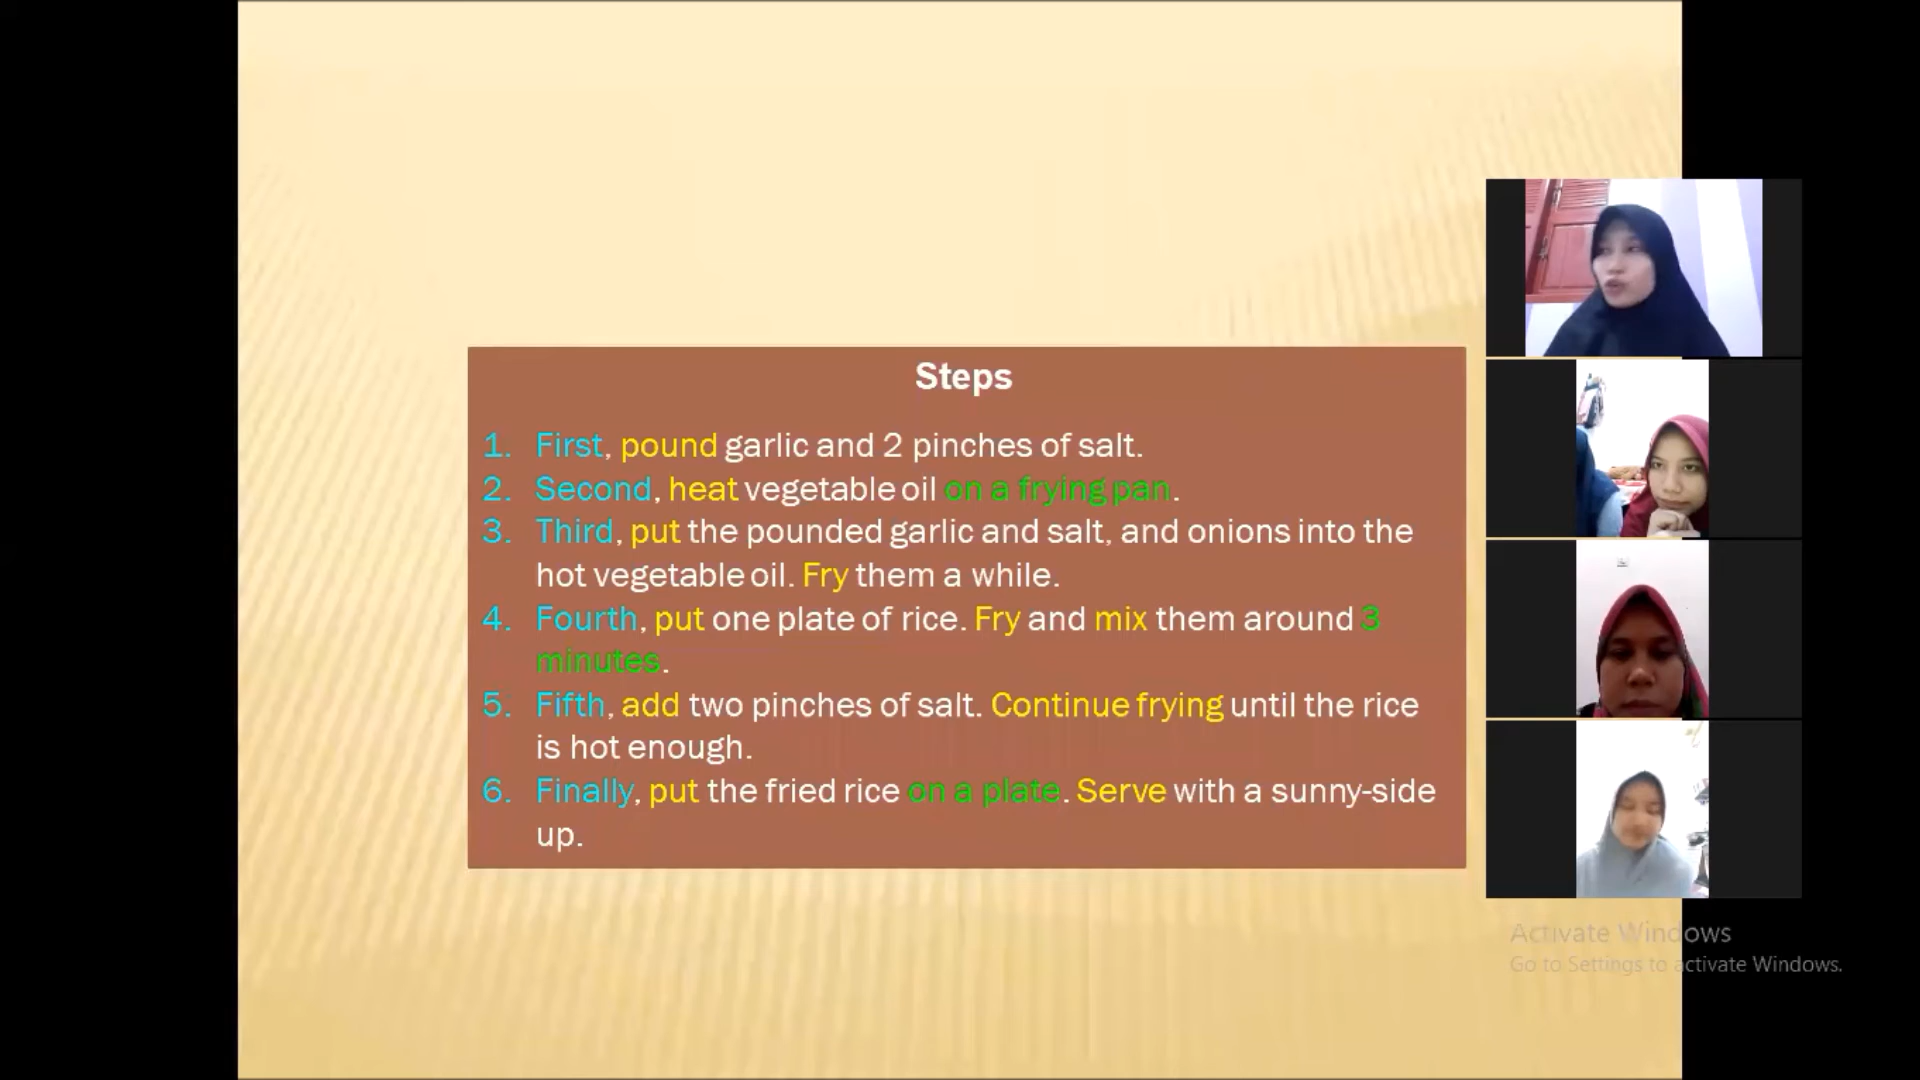 Steps
1. First, pound garlic and 2 pinches of salt.
2. Second, heat vegetable oil on a frying pan.
3. Third, put the pounded garlic and salt, and onions into the
hot vegetable oil. Fry them a while.
4. Fourth, put one plate of rice. Fry and mix them around 3
minutes.
5. Fifth, add two pinches of salt. Continue frying until the rice
is hot enough.
6. Finally, put the fried rice on a plate. Serve with a sunny-side
up.
Activate Windows
Go to Settings to activate Windows.